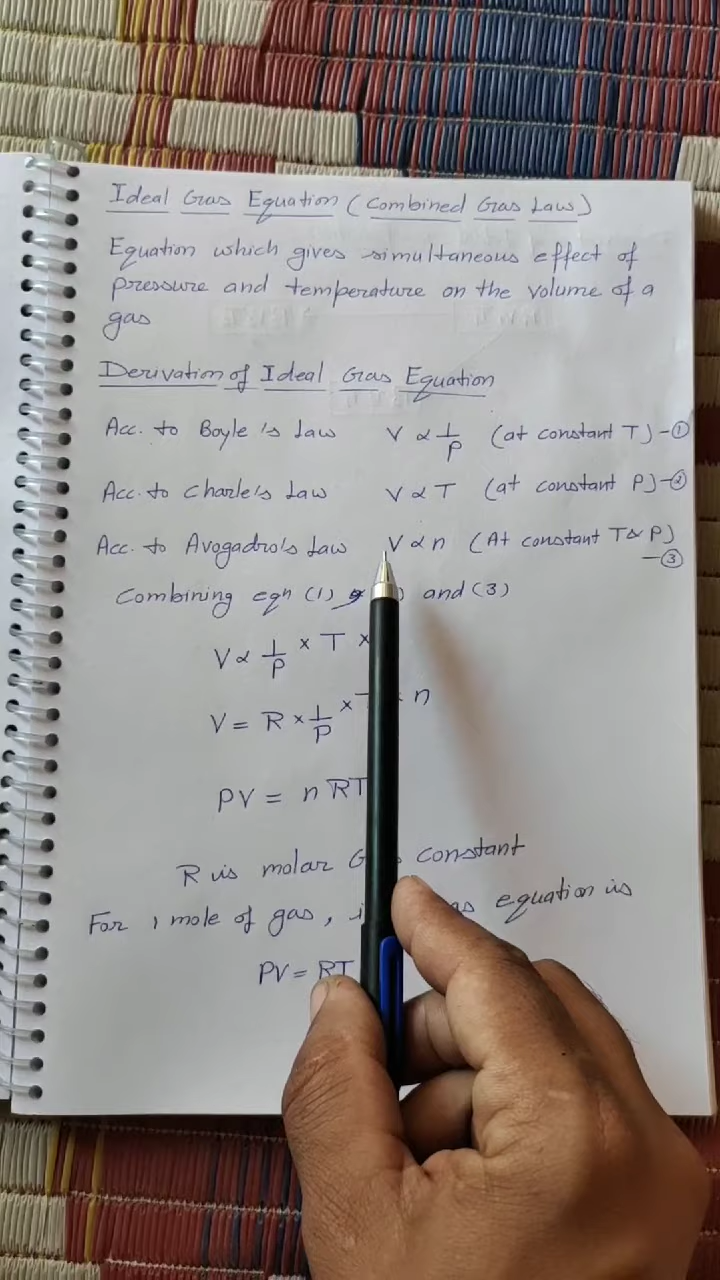 Ideal Gas Equation (Combined Gas Law)
Equation which gives simultaneous effect of
pressure and temperature on the volume of a
gas
Derivation of Ideal Gas Equation
Acc. to Boyle's Law V ∝ 1/P (at constant T) - ①
Acc. to Charle's Law V ∝ T (at constant P) - ②
Acc. to Avogadro's Law V ∝ n (At constant T & P)
- ③
Combining eqn (1) and (3)
V ∝ 1/P × T ×
V = R × 1/P × n
PV = nRT
R is molar constant
For 1 mole of gas, equation is
PV = RT